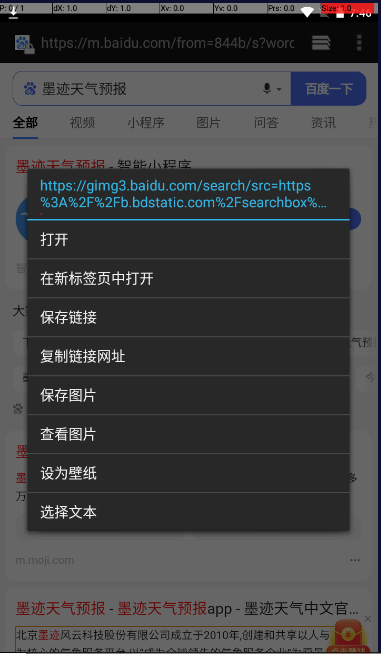 P: 0 / 1 dX: 1.0 dY: 1.0 Xv: 0.0 Yv: 0.0 Prs: 0.0 Size: 1.0
7:46
https://m.baidu.com/from=844b/s?word
墨迹天气预报 百度一下
全部 视频 小程序 图片 问答 资讯
墨迹天气预报 - 智能小程序
https://gimg3.baidu.com/search/src=https
%3A%2F%2Fb.bdstatic.com%2Fsearchbox%...
打开
在新标签页中打开
保存链接
复制链接网址
保存图片
查看图片
设为壁纸
选择文本
m.moji.com
墨迹天气预报 - 墨迹天气预报app - 墨迹天气中文官...
北京墨迹风云科技股份有限公司成立于2010年,创建和共享以人与